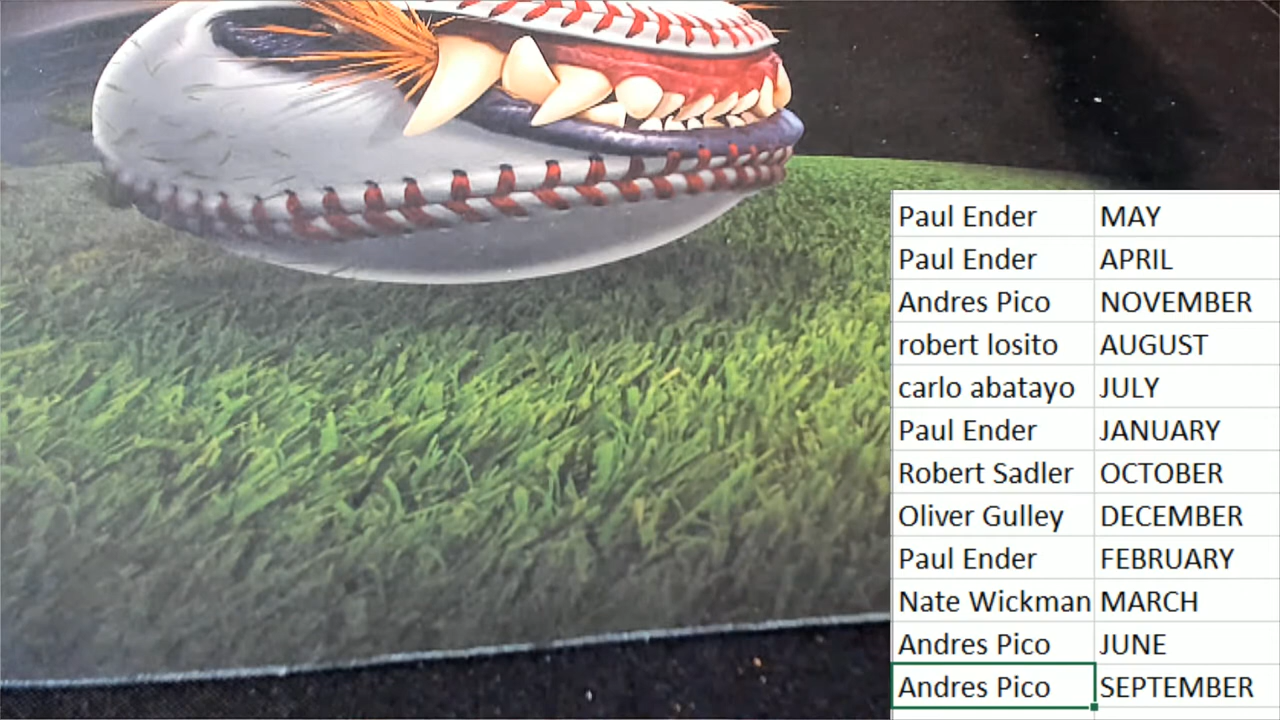 Paul Ender MAY
Paul Ender APRIL
Andres Pico NOVEMBER
robert losito AUGUST
carlo abatayo JULY
Paul Ender JANUARY
Robert Sadler OCTOBER
Oliver Gulley DECEMBER
Paul Ender FEBRUARY
Nate Wickman MARCH
Andres Pico JUNE
Andres Pico SEPTEMBER